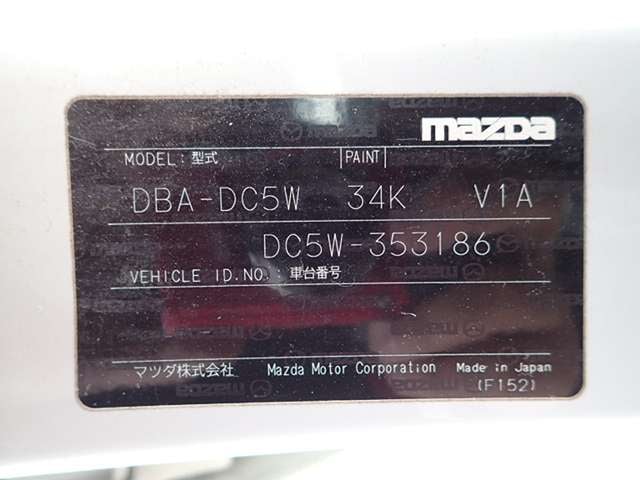 mazda
MODEL: 型式 PAINT
DBA-DC5W 34K V1A
DC5W-353186
VEHICLE ID.NO.: 車台番号
マツダ株式会社 Mazda Motor Corporation Made in Japan
(F152)